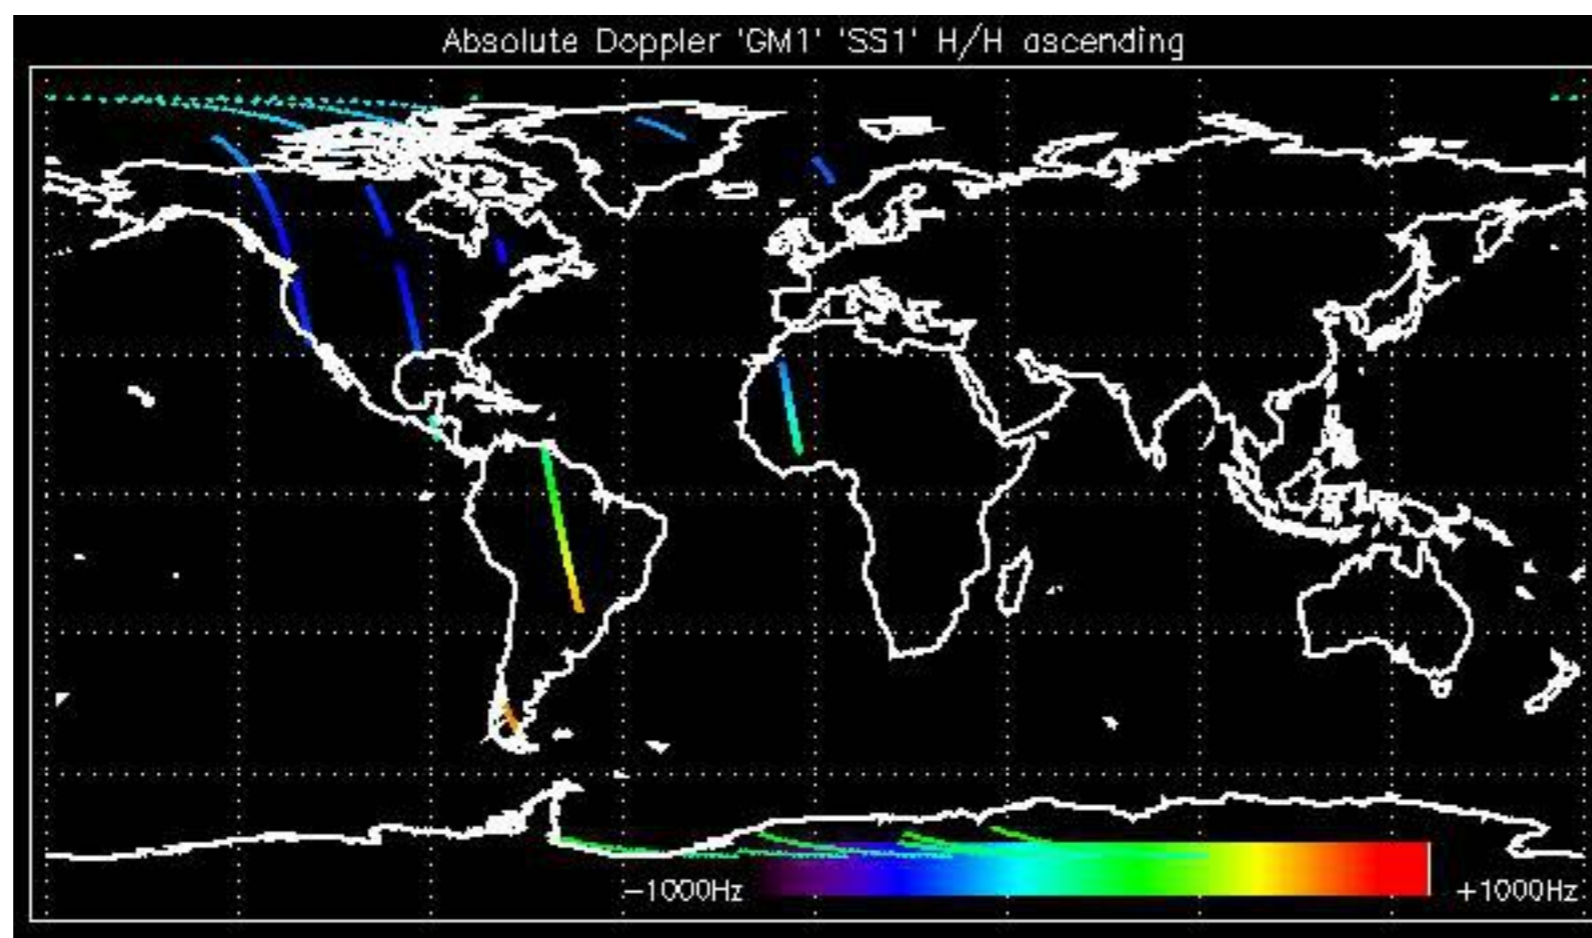 Absolute Doppler 'GM1' 'SS1' H/H ascending
−1000Hz
+1000Hz